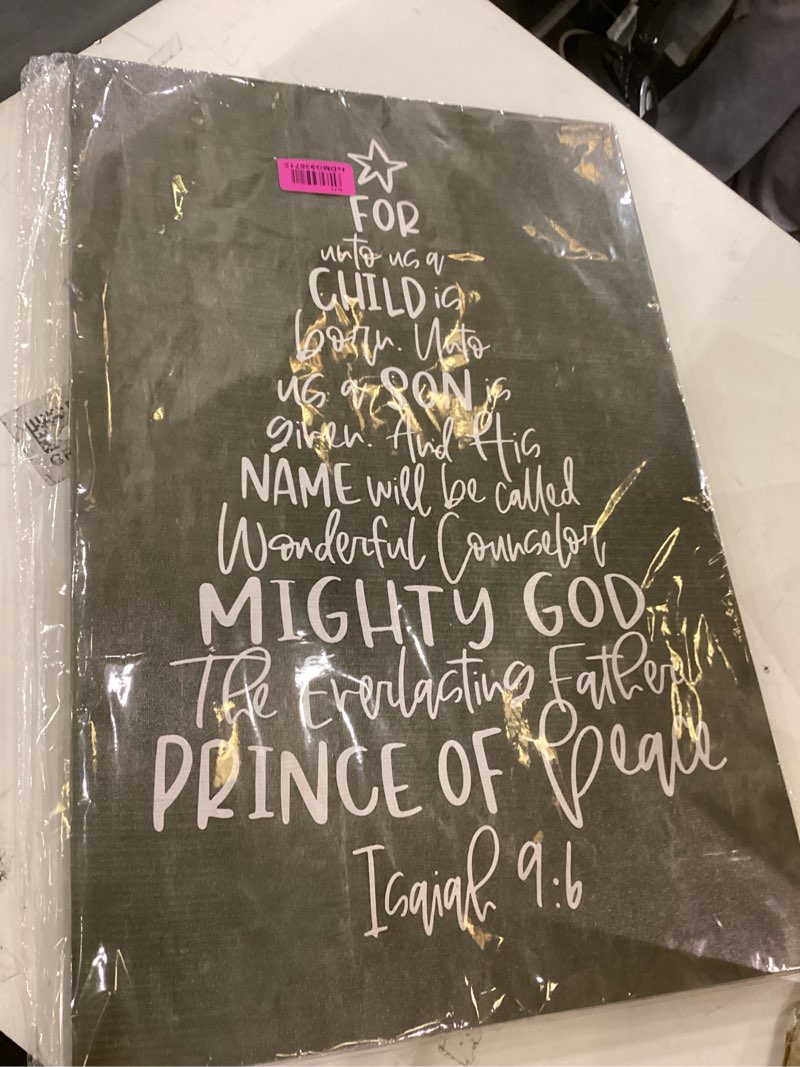 FOR
unto us a
CHILD is
born. Unto
us a SON is
given. And His
NAME will be called
Wonderful Counselor
MIGHTY GOD
The Everlasting Father
PRINCE OF Peace
Isaiah 9:6